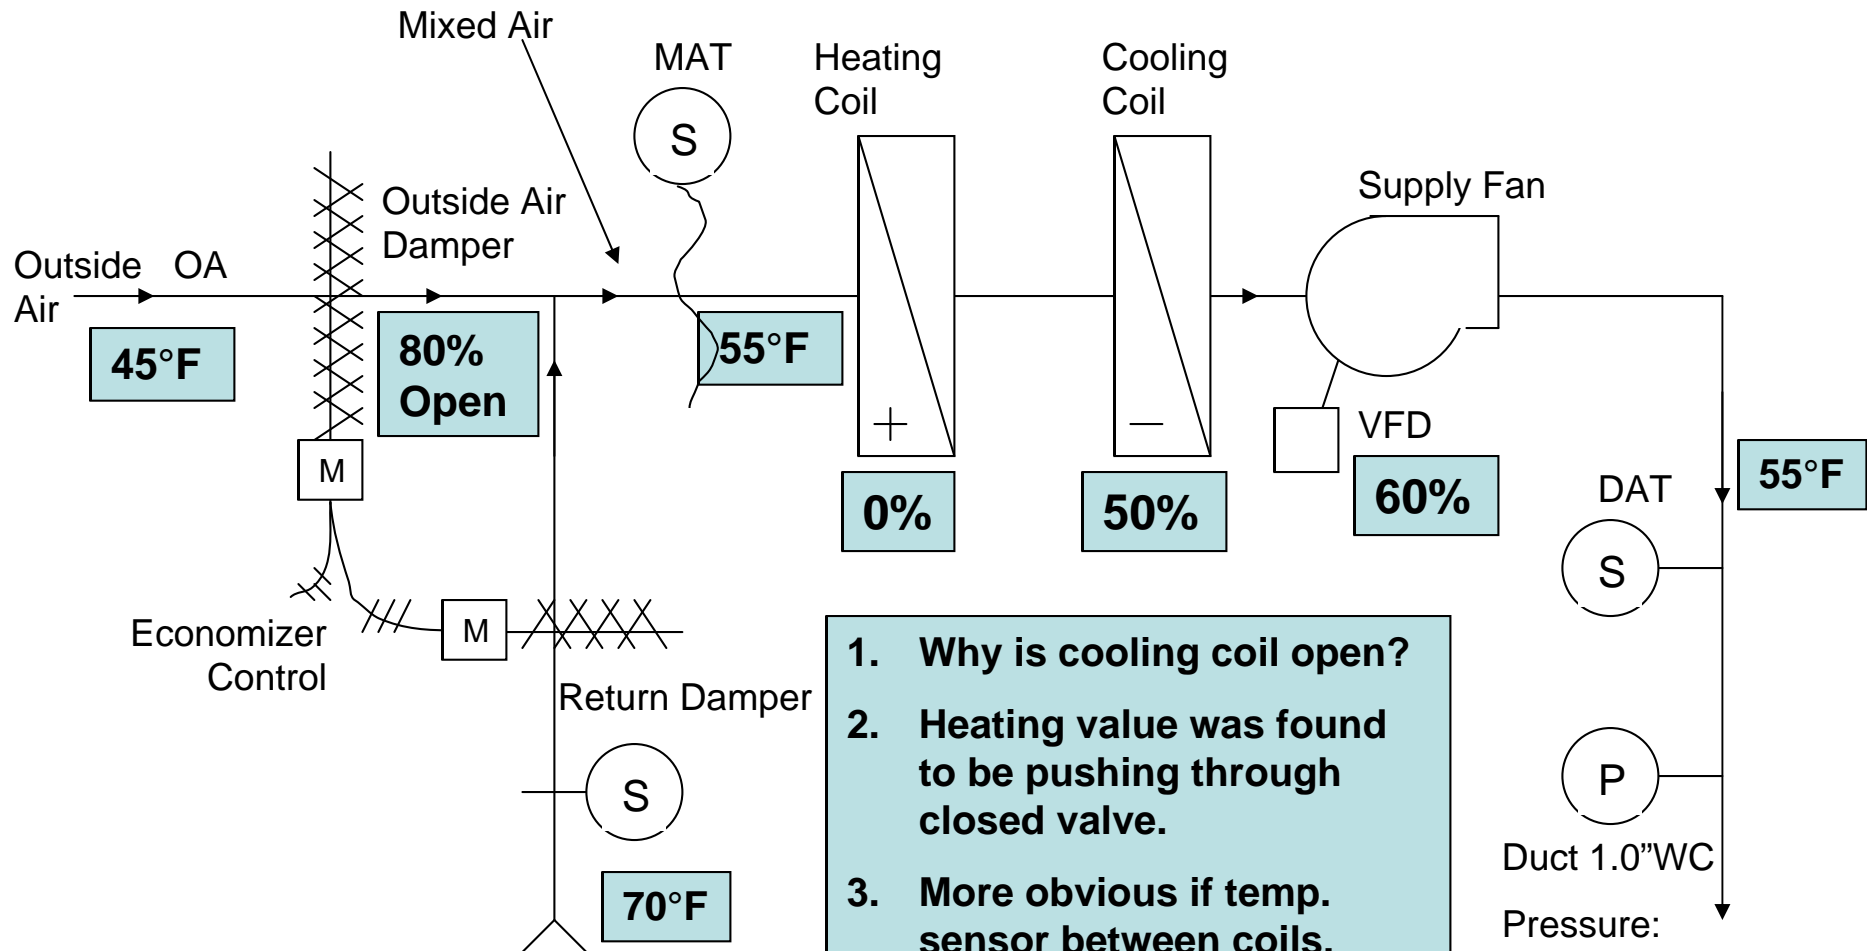 Mixed Air
MAT
Heating
Coil
Cooling
Coil
S
Supply Fan
Outside Air
Damper
Outside OA
Air
45°F
80%
Open
55°F
+
−
VFD
60%
0%
50%
DAT
55°F
M
S
Economizer
Control
M
Return Damper
S
70°F
1. Why is cooling coil open?
2. Heating value was found
to be pushing through
closed valve.
3. More obvious if temp.
sensor between coils.
P
Duct 1.0”WC
Pressure: